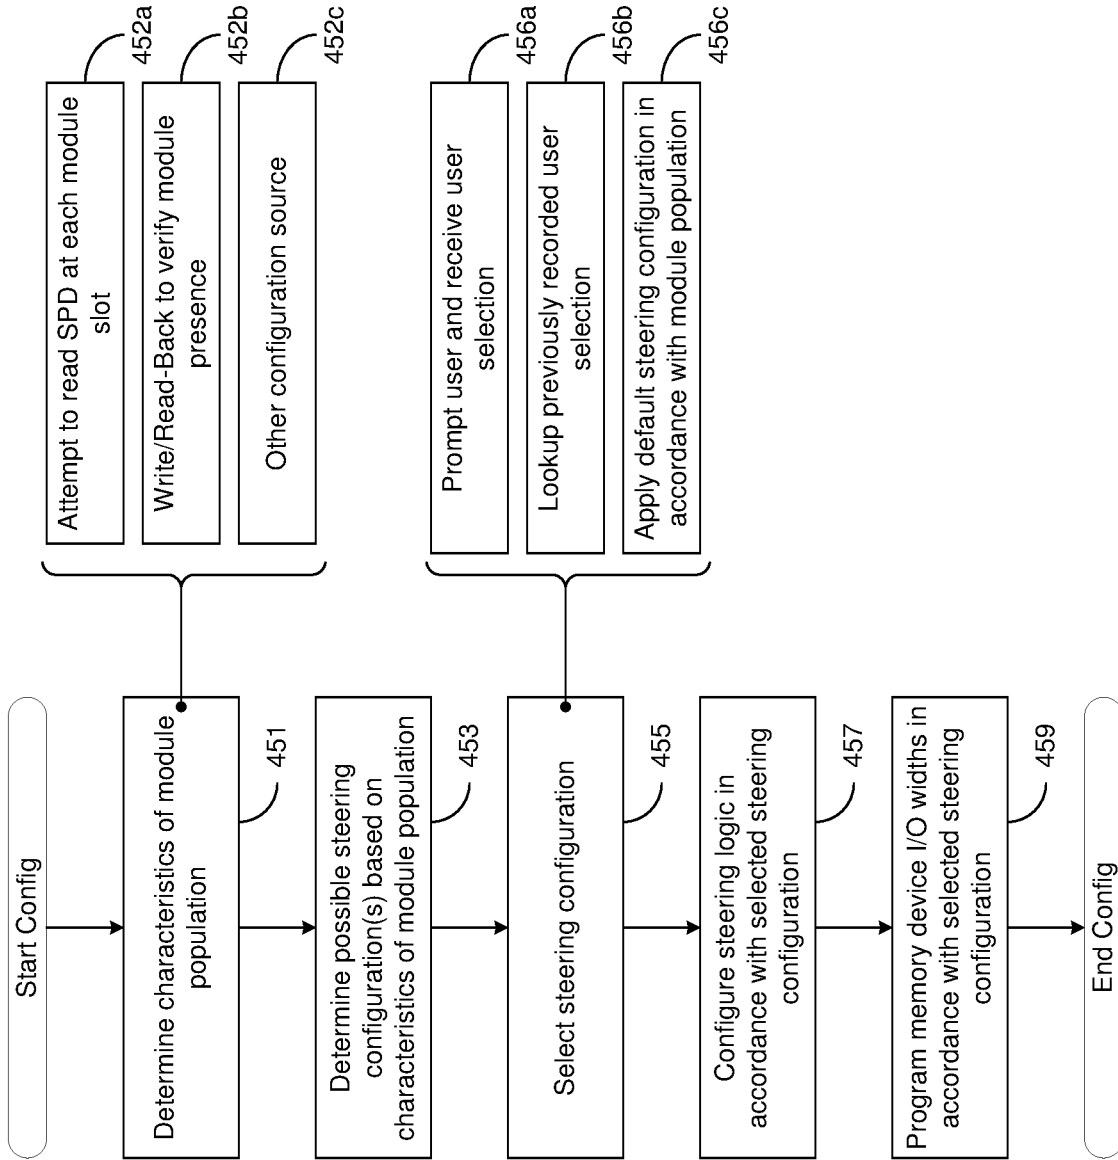 Start Config
Determine characteristics of module
population
451
Attempt to read SPD at each module
slot
452a
Write/Read-Back to verify module
presence
452b
Other configuration source
452c
Determine possible steering
configuration(s) based on
characteristics of module population
453
Select steering configuration
455
Prompt user and receive user
selection
456a
Lookup previously recorded user
selection
456b
Apply default steering configuration in
accordance with module population
456c
Configure steering logic in
accordance with selected steering
configuration
457
Program memory device I/O widths in
accordance with selected steering
configuration
459
End Config